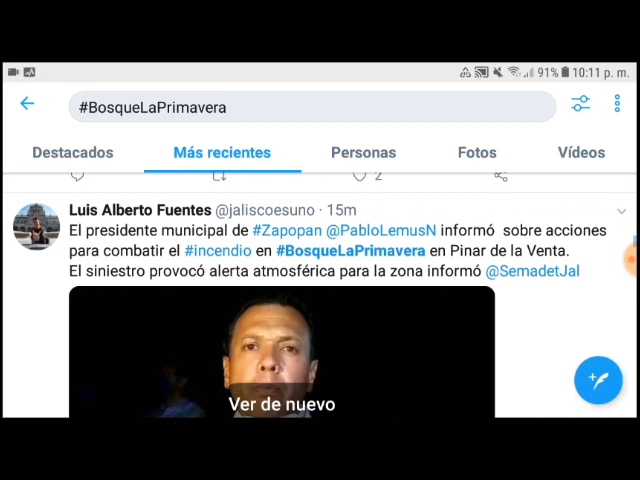 91% 10:11 p. m.
#BosqueLaPrimavera
Destacados Más recientes Personas Fotos Vídeos
2
Luis Alberto Fuentes @jaliscoesuno · 15m
El presidente municipal de #Zapopan @PabloLemusN informó sobre acciones
para combatir el #incendio en #BosqueLaPrimavera en Pinar de la Venta.
El siniestro provocó alerta atmosférica para la zona informó @SemadetJal
Ver de nuevo